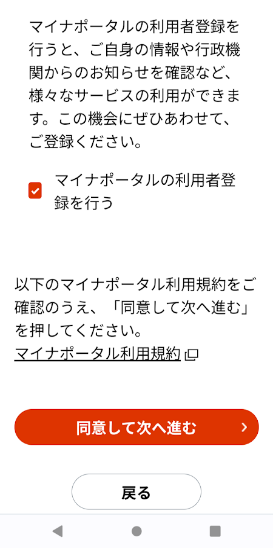 マイナポータルの利用者登録を
行うと、ご自身の情報や行政機
関からのお知らせを確認など、
様々なサービスの利用ができま
す。この機会にぜひあわせて、
ご登録ください。
マイナポータルの利用者登
録を行う
以下のマイナポータル利用規約をご
確認のうえ、「同意して次へ進む」
を押してください。
マイナポータル利用規約
同意して次へ進む
戻る